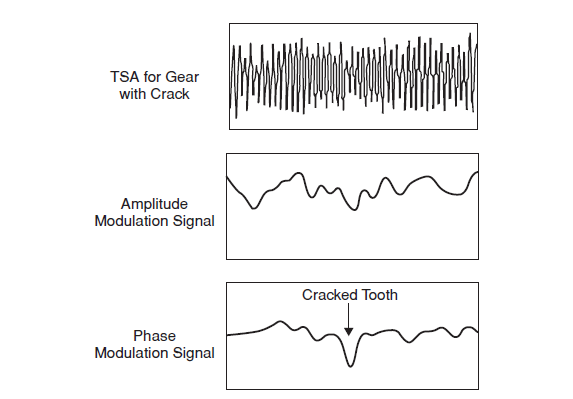 TSA for Gear
with Crack
Amplitude
Modulation Signal
Cracked Tooth
Phase
Modulation Signal